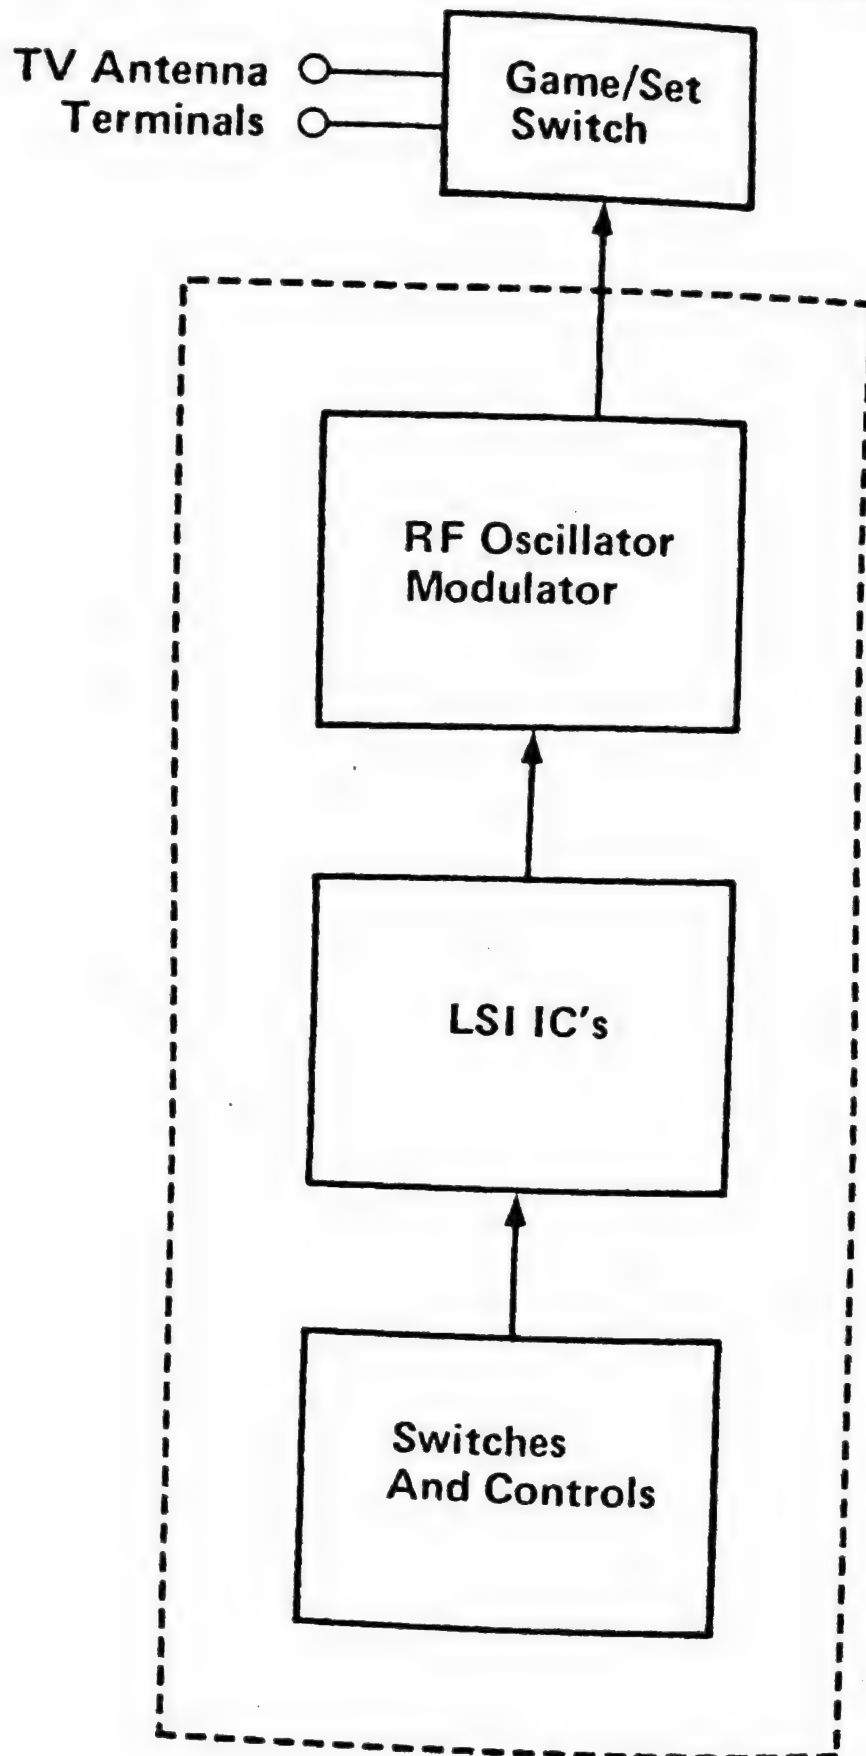 TV Antenna
Terminals
Game/Set
Switch
RF Oscillator
Modulator
LSI IC's
Switches
And Controls